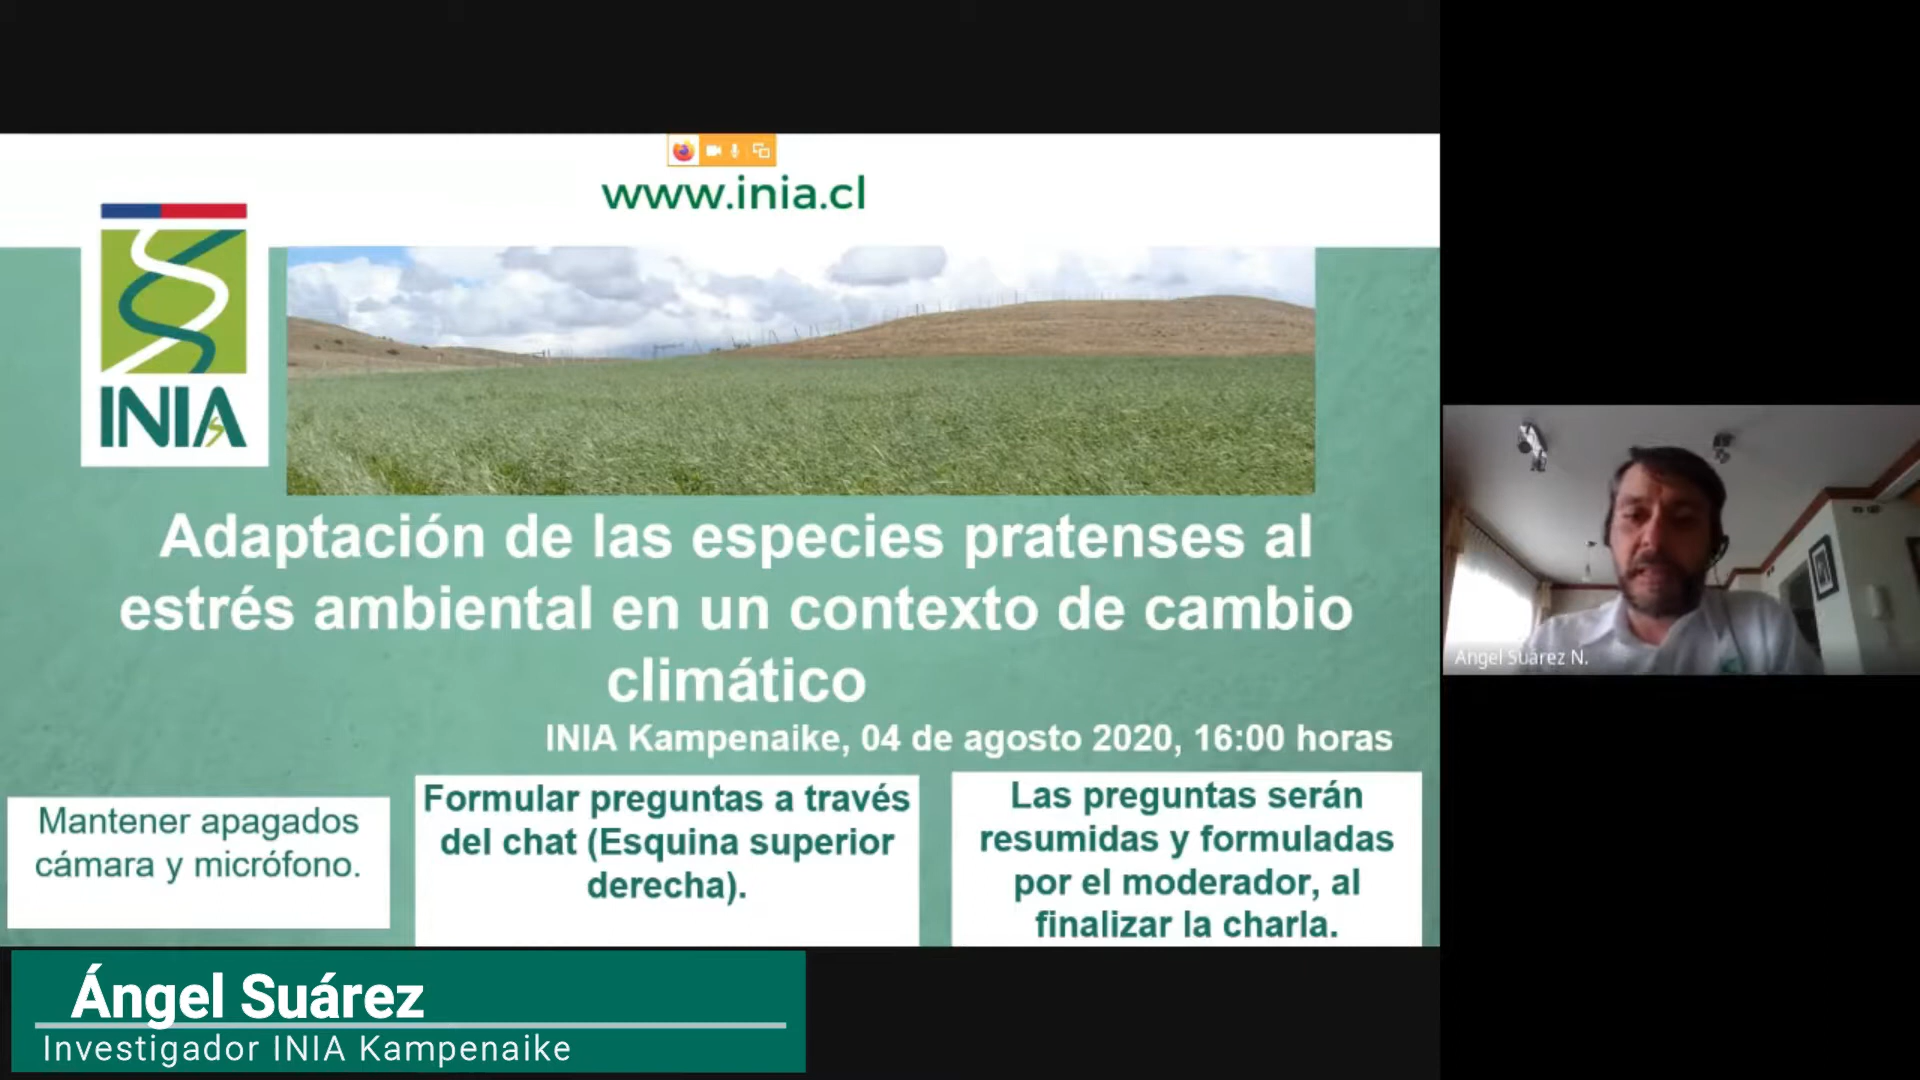 www.inia.cl
INIA
Adaptación de las especies pratenses al
estrés ambiental en un contexto de cambio
climático
INIA Kampenaike, 04 de agosto 2020, 16:00 horas
Mantener apagados
cámara y micrófono.
Formular preguntas a través
del chat (Esquina superior
derecha).
Las preguntas serán
resumidas y formuladas
por el moderador, al
finalizar la charla.
Angel Suárez N.
Ángel Suárez
Investigador INIA Kampenaike